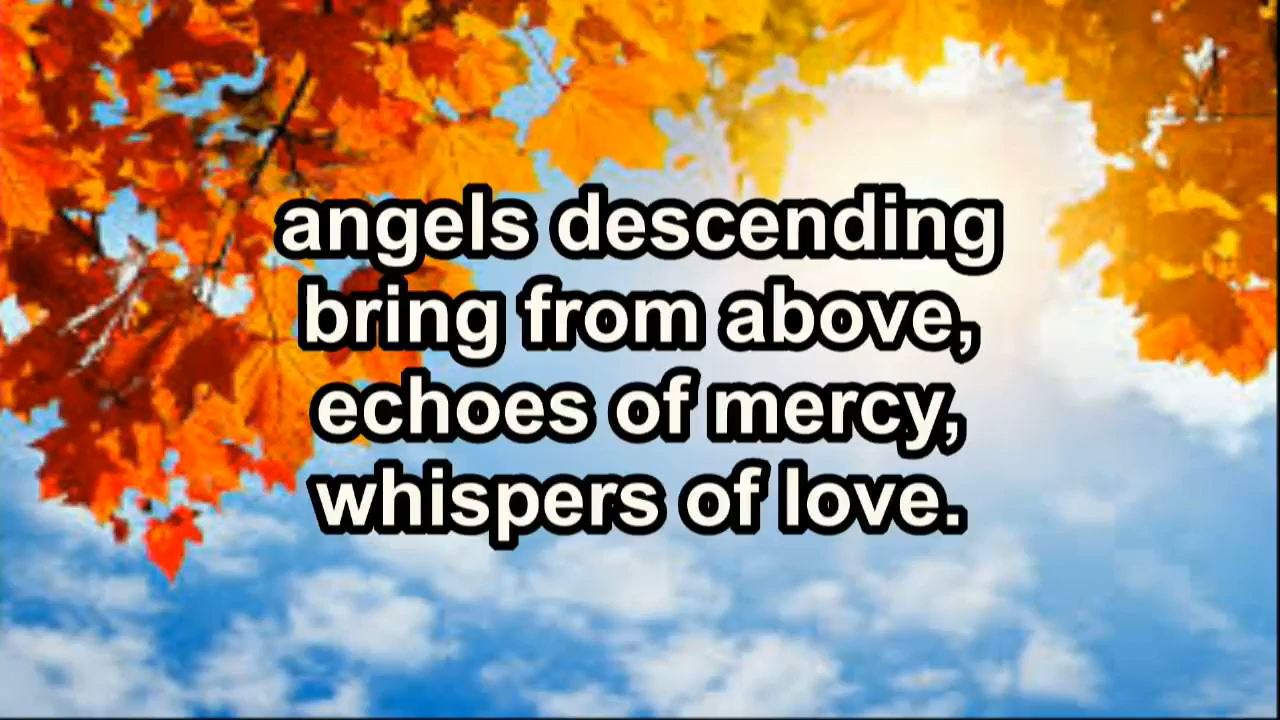 angels descending
bring from above,
echoes of mercy,
whispers of love.